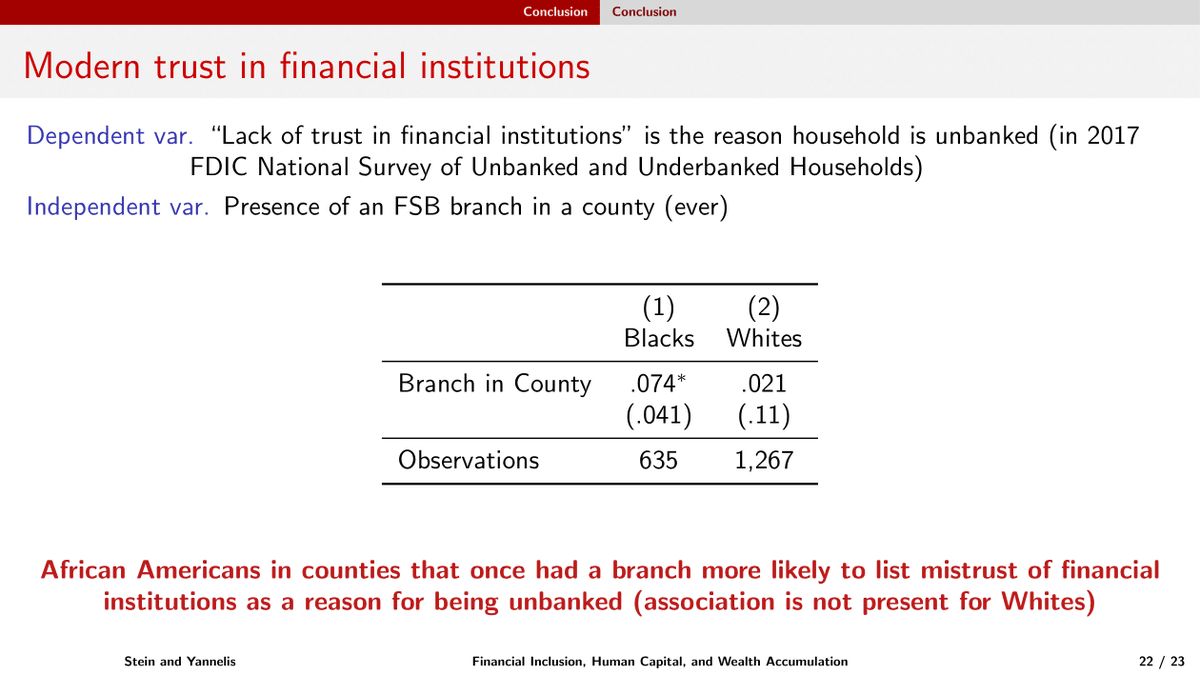 Conclusion Conclusion
Modern trust in financial institutions
Dependent var. “Lack of trust in financial institutions” is the reason household is unbanked (in 2017
FDIC National Survey of Unbanked and Underbanked Households)
Independent var. Presence of an FSB branch in a county (ever)
(1) (2)
Blacks Whites
Branch in County .074* .021
(.041) (.11)
Observations 635 1,267
African Americans in counties that once had a branch more likely to list mistrust of financial
institutions as a reason for being unbanked (association is not present for Whites)
Stein and Yannelis Financial Inclusion, Human Capital, and Wealth Accumulation 22 / 23